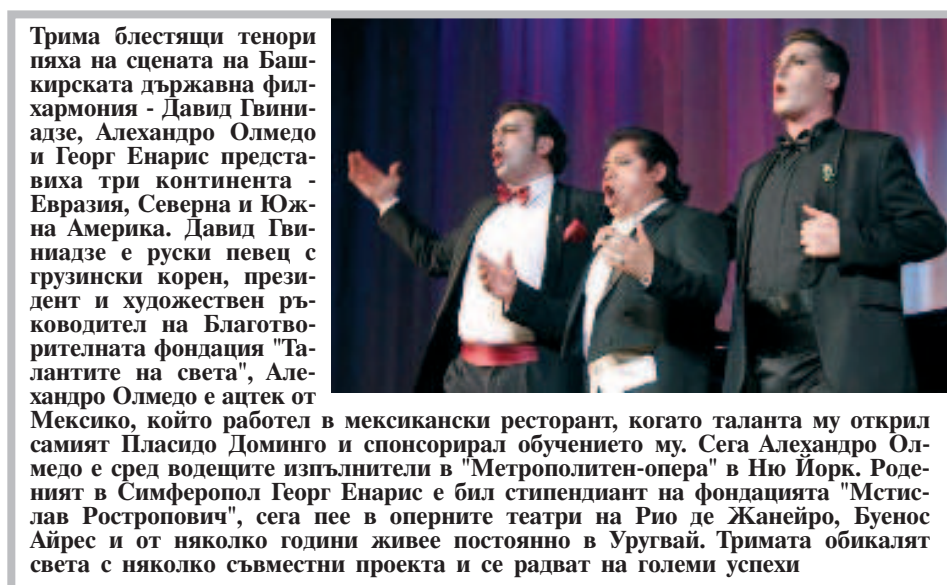 Трима блестящи тенори
пяха на сцената на Баш-
кирската държавна фил-
хармония - Давид Гвини-
адзе, Алехандро Олмедо
и Георг Енарис предста-
виха три континента -
Евразия, Северна и Юж-
на Америка. Давид Гви-
ниадзе е руски певец с
грузински корен, прези-
дент и художествен ръ-
ководител на Благотво-
рителната фондация "Та-
лантите на света", Але-
хандро Олмедо е ацтек от
Мексико, който работел в мексикански ресторант, когато таланта му открил
самият Пласидо Доминго и спонсорирал обучението му. Сега Алехандро Ол-
медо е сред водещите изпълнители в "Метрополитен-опера" в Ню Йорк. Роде-
ният в Симферопол Георг Енарис е бил стипендиант на фондацията "Мстис-
лав Ростропович", сега пее в оперните театри на Рио де Жанейро, Буенос
Айрес и от няколко години живее постоянно в Уругвай. Тримата обикалят
света с няколко съвместни проекта и се радват на големи успехи